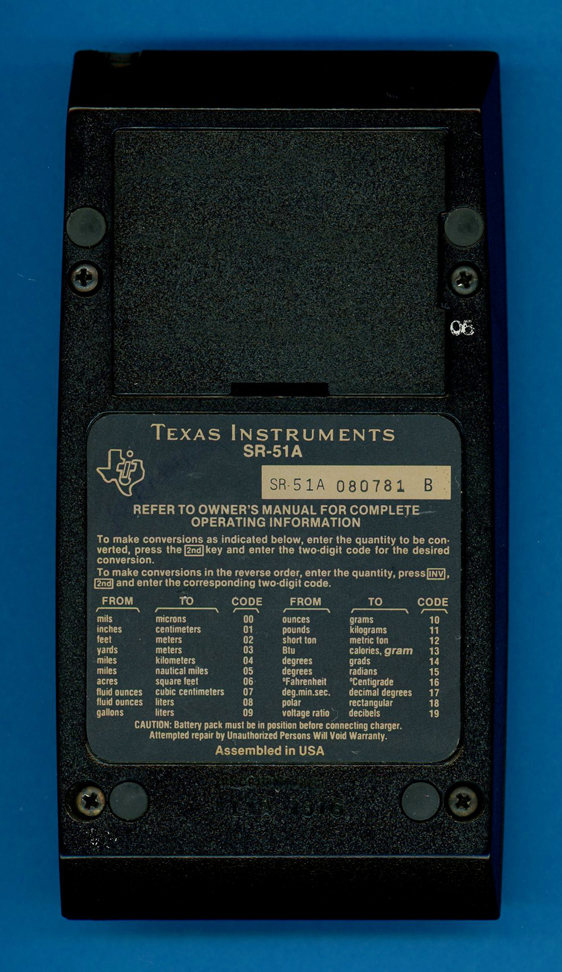 06
TEXAS INSTRUMENTS
SR-51A
SR-51A 080781 B
REFER TO OWNER'S MANUAL FOR COMPLETE
OPERATING INFORMATION
To make conversions as indicated below, enter the quantity to be con-
verted, press the 2nd key and enter the two-digit code for the desired
conversion.
To make conversions in the reverse order, enter the quantity, press INV,
2nd and enter the corresponding two-digit code.
FROM TO CODE FROM TO CODE
mils microns 00 ounces grams 10
inches centimeters 01 pounds kilograms 11
feet meters 02 short ton metric ton 12
yards meters 03 Btu calories, gram 13
miles kilometers 04 degrees grads 14
miles nautical miles 05 degrees radians 15
acres square feet 06 °Fahrenheit °Centigrade 16
fluid ounces cubic centimeters 07 deg.min.sec. decimal degrees 17
fluid ounces liters 08 polar rectangular 18
gallons liters 09 voltage ratio decibels 19
CAUTION: Battery pack must be in position before connecting charger.
Attempted repair by Unauthorized Persons Will Void Warranty.
Assembled in USA